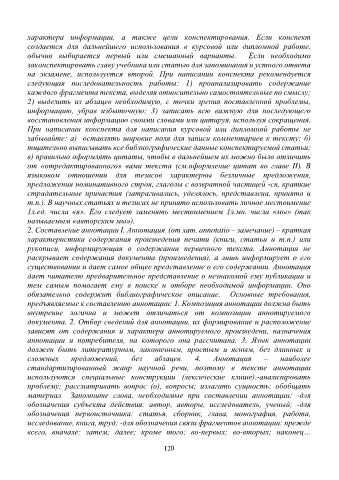 характера информации, а также цели конспектирования. Если конспект
создается для дальнейшего использования в курсовой или дипломной работе,
обычно выбирается первый или смешанный варианты. Если необходимо
законспектировать главу учебника или статью для запоминания и устного ответа
на экзамене, используется второй. При написании конспекта рекомендуется
следующая последовательность работы: 1) проанализировать содержание
каждого фрагмента текста, выделяя относительно самостоятельные по смыслу;
2) выделить из абзацев необходимую, с точки зрения поставленной проблемы,
информацию, убрав избыточную; 3) записать всю важную для последующего
восстановления информацию своими словами или цитируя, используя сокращения.
При написании конспекта для написания курсовой или дипломной работы не
забывайте: а) оставлять широкие поля для записи комментариев к тексту; б)
тщательно выписывать все библиографические данные конспектируемой статьи;
в) правильно оформлять цитаты, чтобы в дальнейшем их можно было отличить
от «отредактированного» вами текста (см.оформление цитат во главе II). В
языковом отношении для тезисов характерны безличные предложения,
предложения номинативного строя, глаголы с возвратной частицей -ся, краткие
страдательные причастия (затрагивались, уделялось, представлена, принято и
т.п.). В научных статьях и тезисах не принято использовать личное местоимение
1л.ед. числа «я». Его следует заменять местоимением 1л.мн. числа «мы» (так
называемым «авторским мы»).
2. Составление аннотации I. Аннотация (от лат. annotatio – замечание) – краткая
характеристика содержания произведения печати (книги, статьи и т.п.) или
рукописи, информирующая о содержании первичного текста. Аннотация не
раскрывает содержания документа (произведения), а лишь информирует о его
существовании и дает самое общее представление о его содержании. Аннотация
дает читателю предварительное представление о незнакомой ему публикации и
тем самым помогает ему в поиске и отборе необходимой информации. Оно
обязательно содержит библиографическое описание. Основные требования,
предъявляемые к составлению аннотации: 1. Композиция аннотации должна быть
внутренне логична и может отличаться от композиции аннотируемого
документа. 2. Отбор сведений для аннотации, их формирование и расположение
зависят от содержания и характера аннотируемого произведени, назначения
аннотации и потребителя, на которого она рассчитана. 3. Язык аннотации
должен быть литературным, лаконичным, простым и ясным, без длинных и
сложных предложений, без абзацев 4. Аннотация – наиболее
стандартизированный жанр научной речи, поэтому в тексте аннотации
используются специальные конструкции (лексические клише).-анализировать
проблему; рассматривать вопрос (о), вопросы; излагать сущность: обобщать
материал Запомните слова, необходимые при составлении аннотации: -для
обозначения субъекта действия: автор, авторы, исследователь, ученый; -для
обозначения первоисточника: статья, сборник, глава, монография, работа,
исследование, книга, труд; -для обозначения связи фрагментов аннотации: прежде
всего, вначале: затем; далее; кроме того; во-первых; во-вторых; наконец…
120